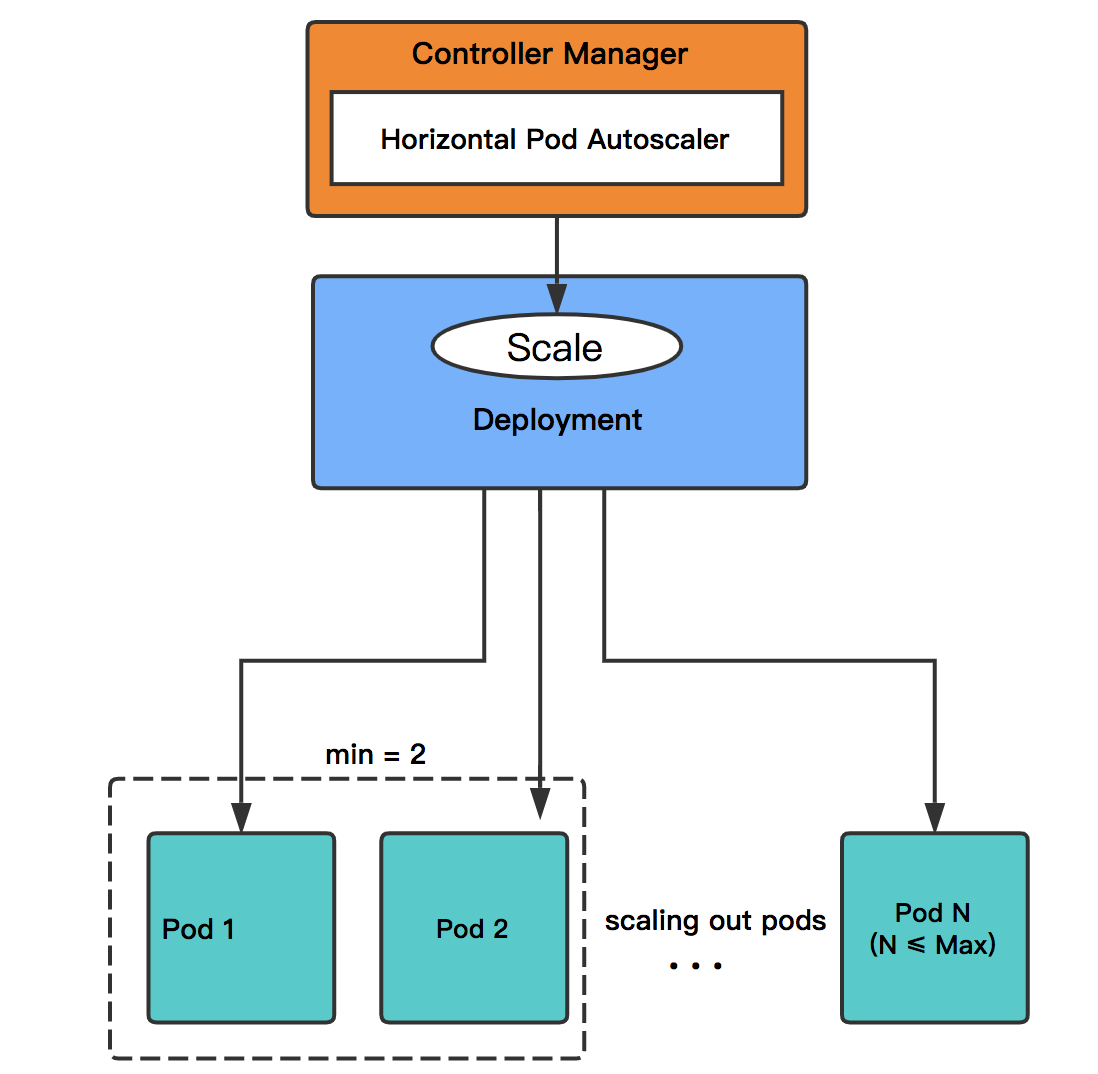 Controller Manager
Horizontal Pod Autoscaler
Scale
Deployment
min = 2
Pod 1
Pod 2
scaling out pods
...
Pod N
(N ⩽ Max)